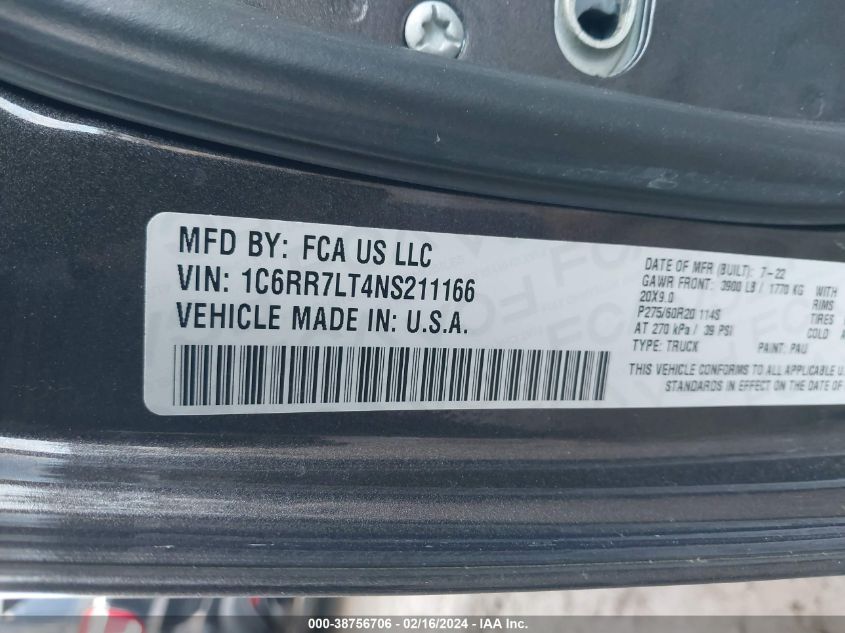 MFD BY: FCA US LLC
VIN: 1C6RR7LT4NS211166
VEHICLE MADE IN: U.S.A.
DATE OF MFR (BUILT): 7-22
GAWR FRONT: 3900 LB / 1770 KG WITH
20X9.0 RIMS
P275/60R20 114S TIRES
AT 270 kPa / 39 PSI COLD
TYPE: TRUCK PAINT: PAU
THIS VEHICLE CONFORMS TO ALL APPLICABLE U
STANDARDS IN EFFECT ON THE DATE OF
000-38756706 - 02/16/2024 - IAA Inc.